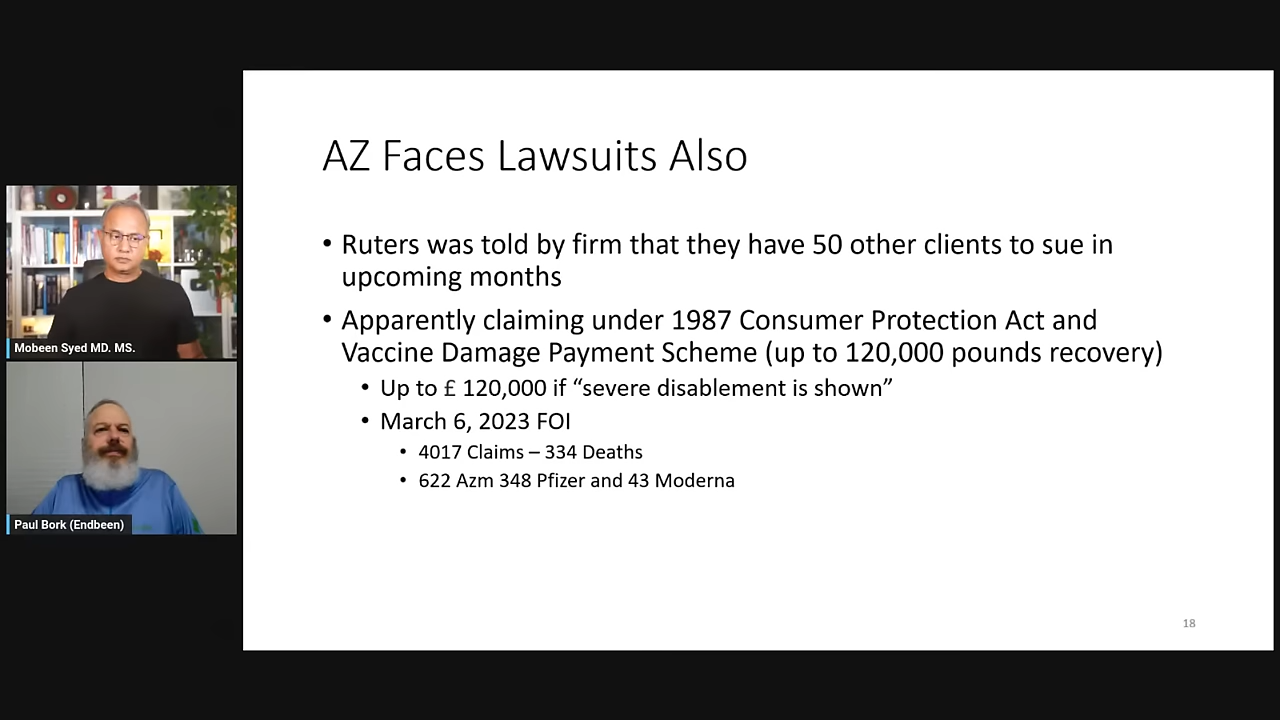 AZ Faces Lawsuits Also
• Ruters was told by firm that they have 50 other clients to sue in
upcoming months
• Apparently claiming under 1987 Consumer Protection Act and
Vaccine Damage Payment Scheme (up to 120,000 pounds recovery)
• Up to £ 120,000 if “severe disablement is shown”
• March 6, 2023 FOI
• 4017 Claims – 334 Deaths
• 622 Azm 348 Pfizer and 43 Moderna
18
Mobeen Syed MD. MS.
Paul Bork (Endbeen)